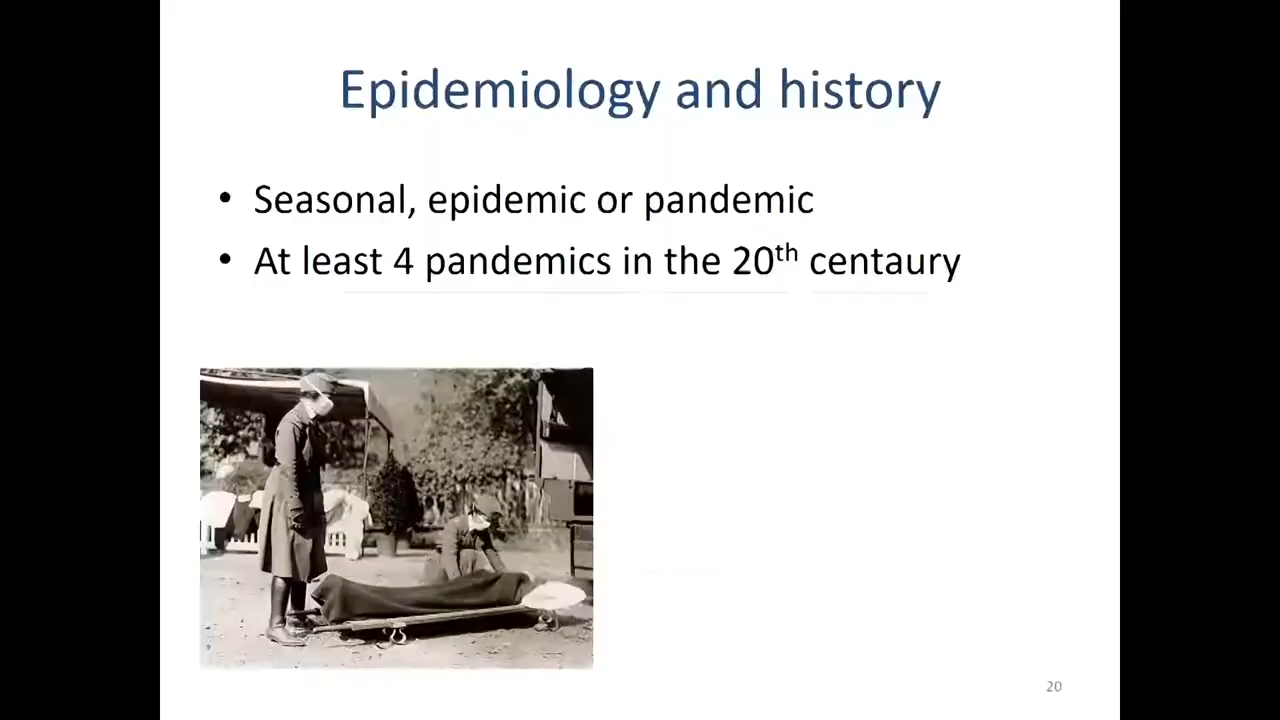 Epidemiology and history
• Seasonal, epidemic or pandemic
• At least 4 pandemics in the 20th centaury
20